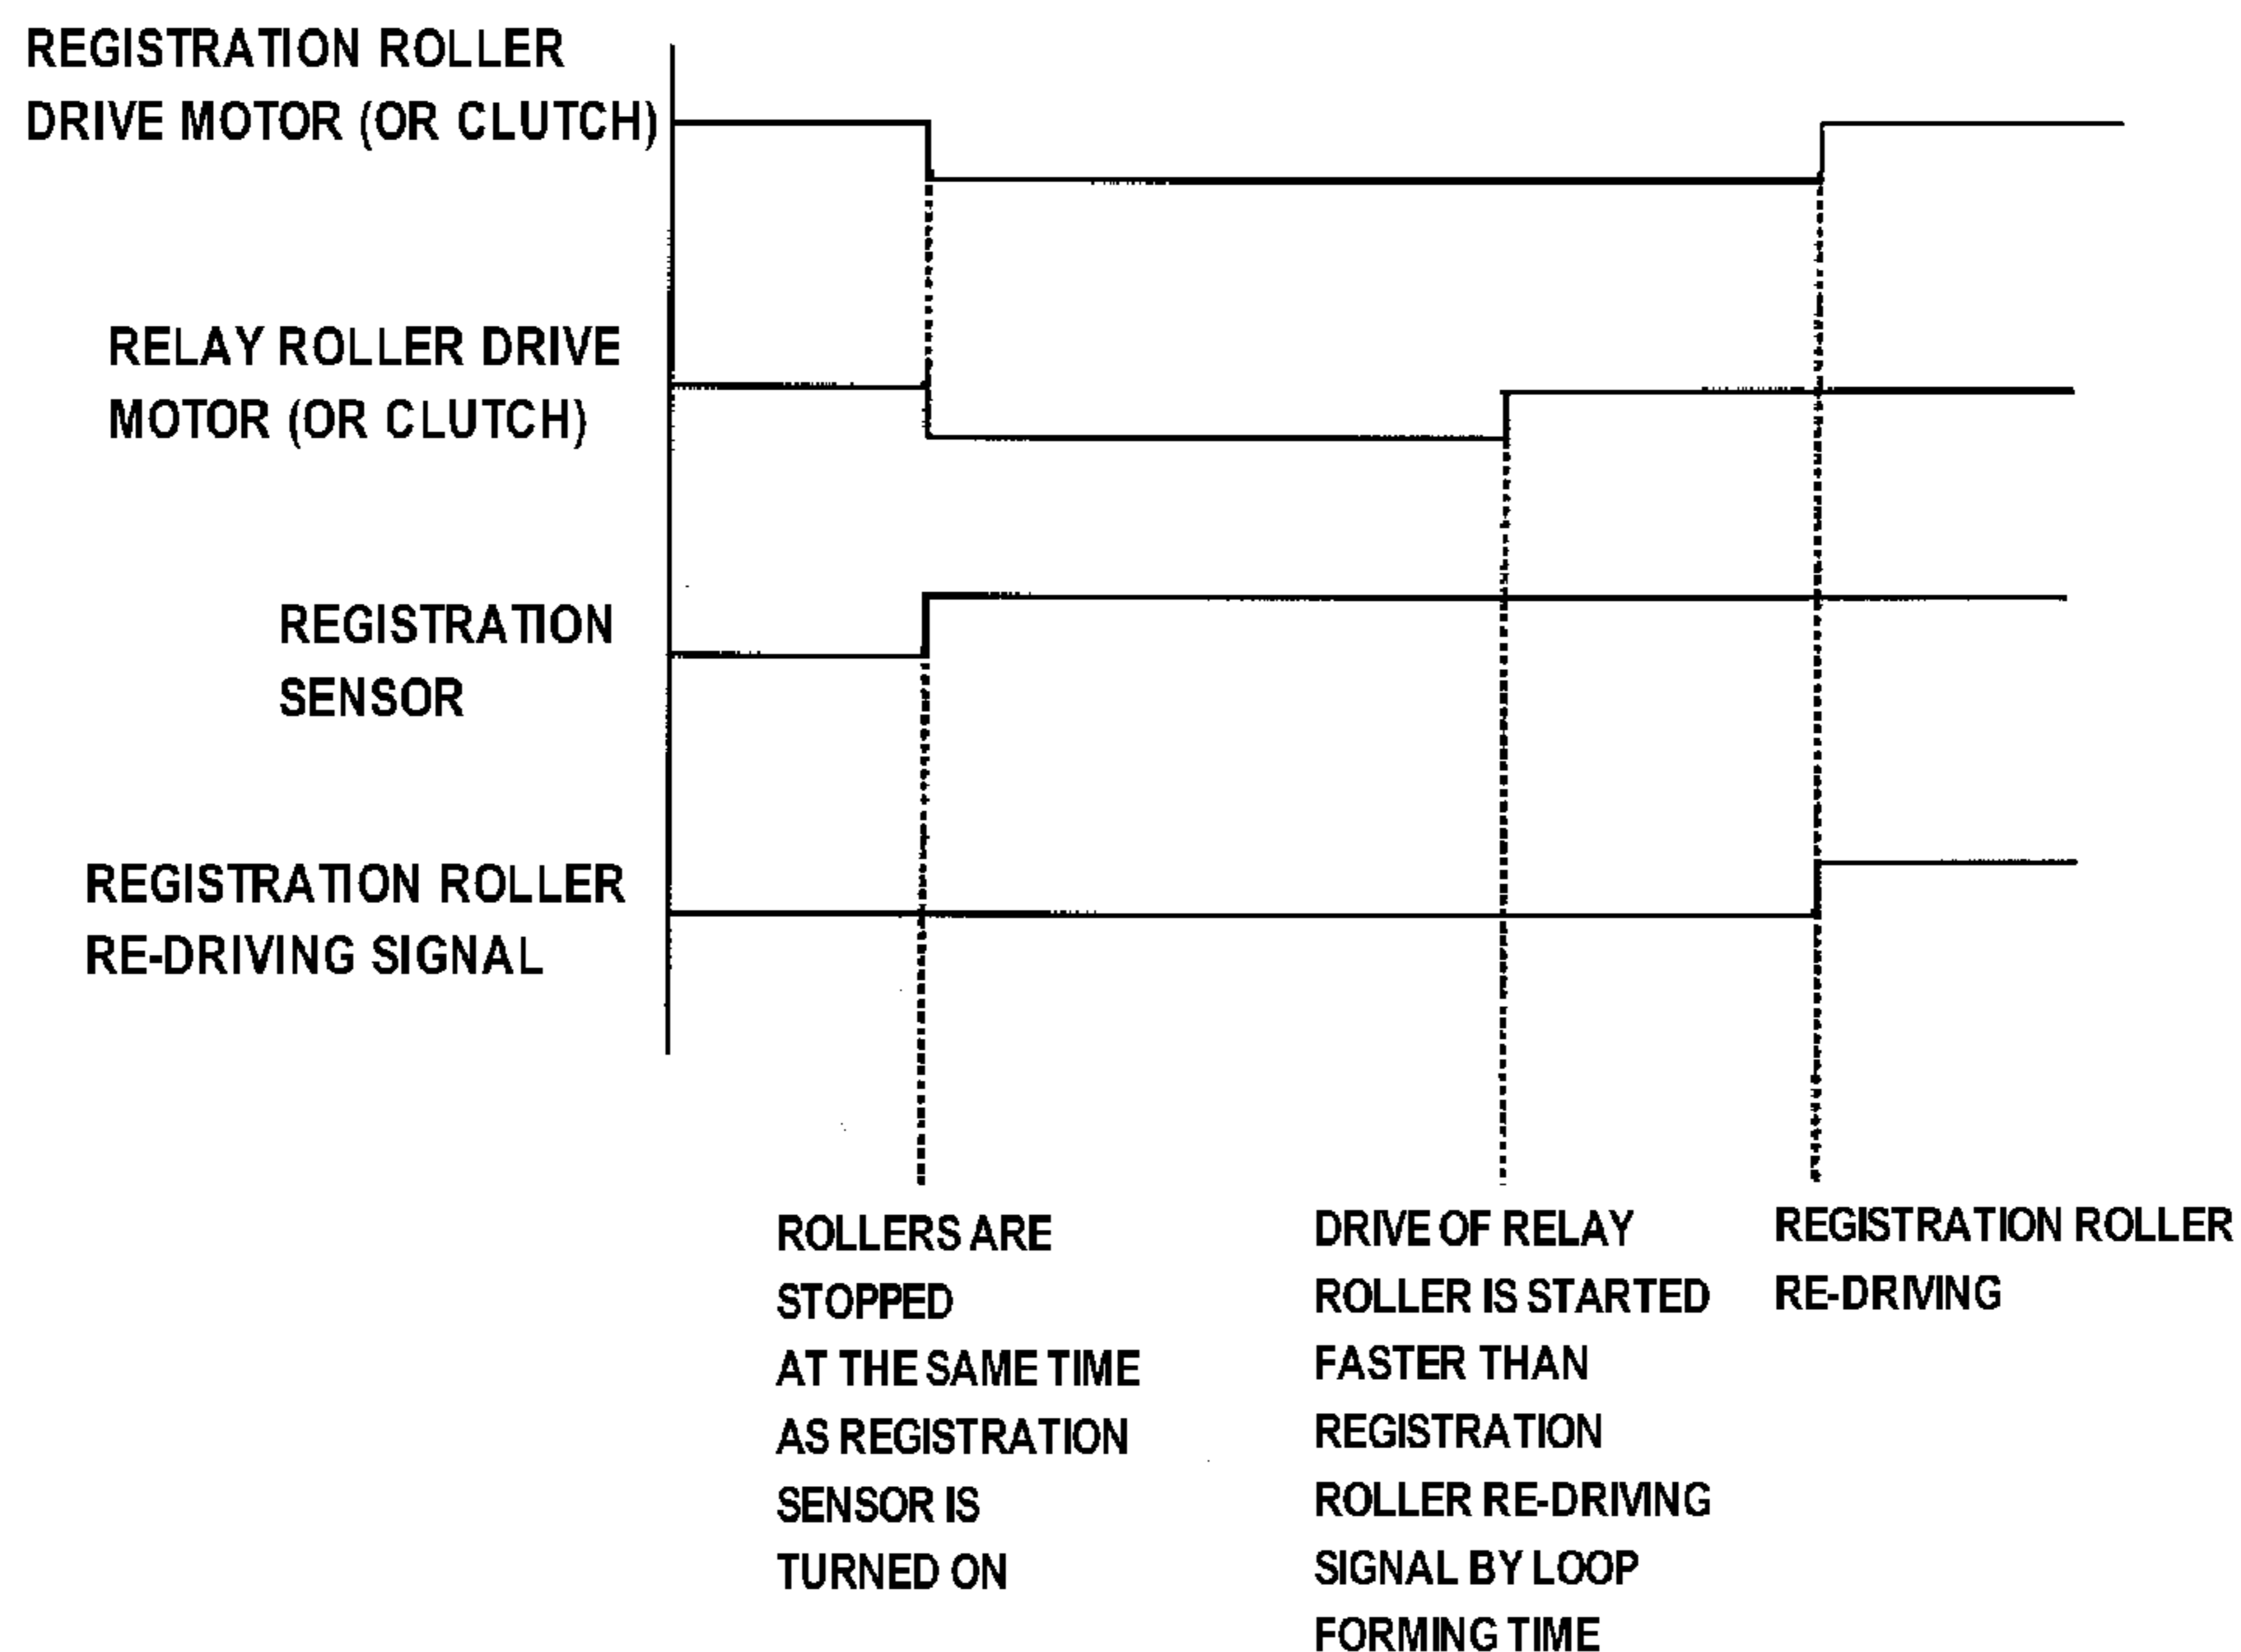 REGISTRATION ROLLER
DRIVE MOTOR (OR CLUTCH)
RELAY ROLLER DRIVE
MOTOR (OR CLUTCH)
REGISTRATION
SENSOR
REGISTRATION ROLLER
RE-DRIVING SIGNAL
ROLLERS ARE
STOPPED
AT THE SAME TIME
AS REGISTRATION
SENSOR IS
TURNED ON
DRIVE OF RELAY
ROLLER IS STARTED
FASTER THAN
REGISTRATION
ROLLER RE-DRIVING
SIGNAL BY LOOP
FORMING TIME
REGISTRATION ROLLER
RE-DRIVING